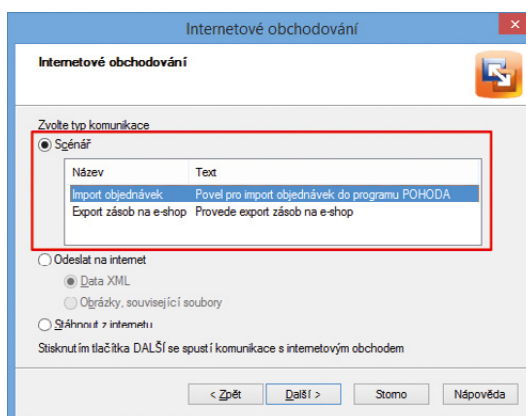 Internetové obchodování
Internetové obchodování
Zvolte typ komunikace
Scénář
Název Text
Import objednávek Povel pro import objednávek do programu POHODA
Export zásob na e-shop Provede export zásob na e-shop
Odeslat na internet
Data XML
Obrázky, související soubory
Stáhnout z internetu
Stisknutím tlačítka DALŠÍ se spustí komunikace s internetovým obchodem
< Zpět Další > Storno Nápověda